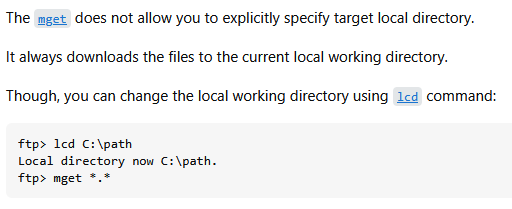 The mget does not allow you to explicitly specify target local directory.
It always downloads the files to the current local working directory.
Though, you can change the local working directory using lcd command:
ftp> lcd C:\path
Local directory now C:\path.
ftp> mget *.*